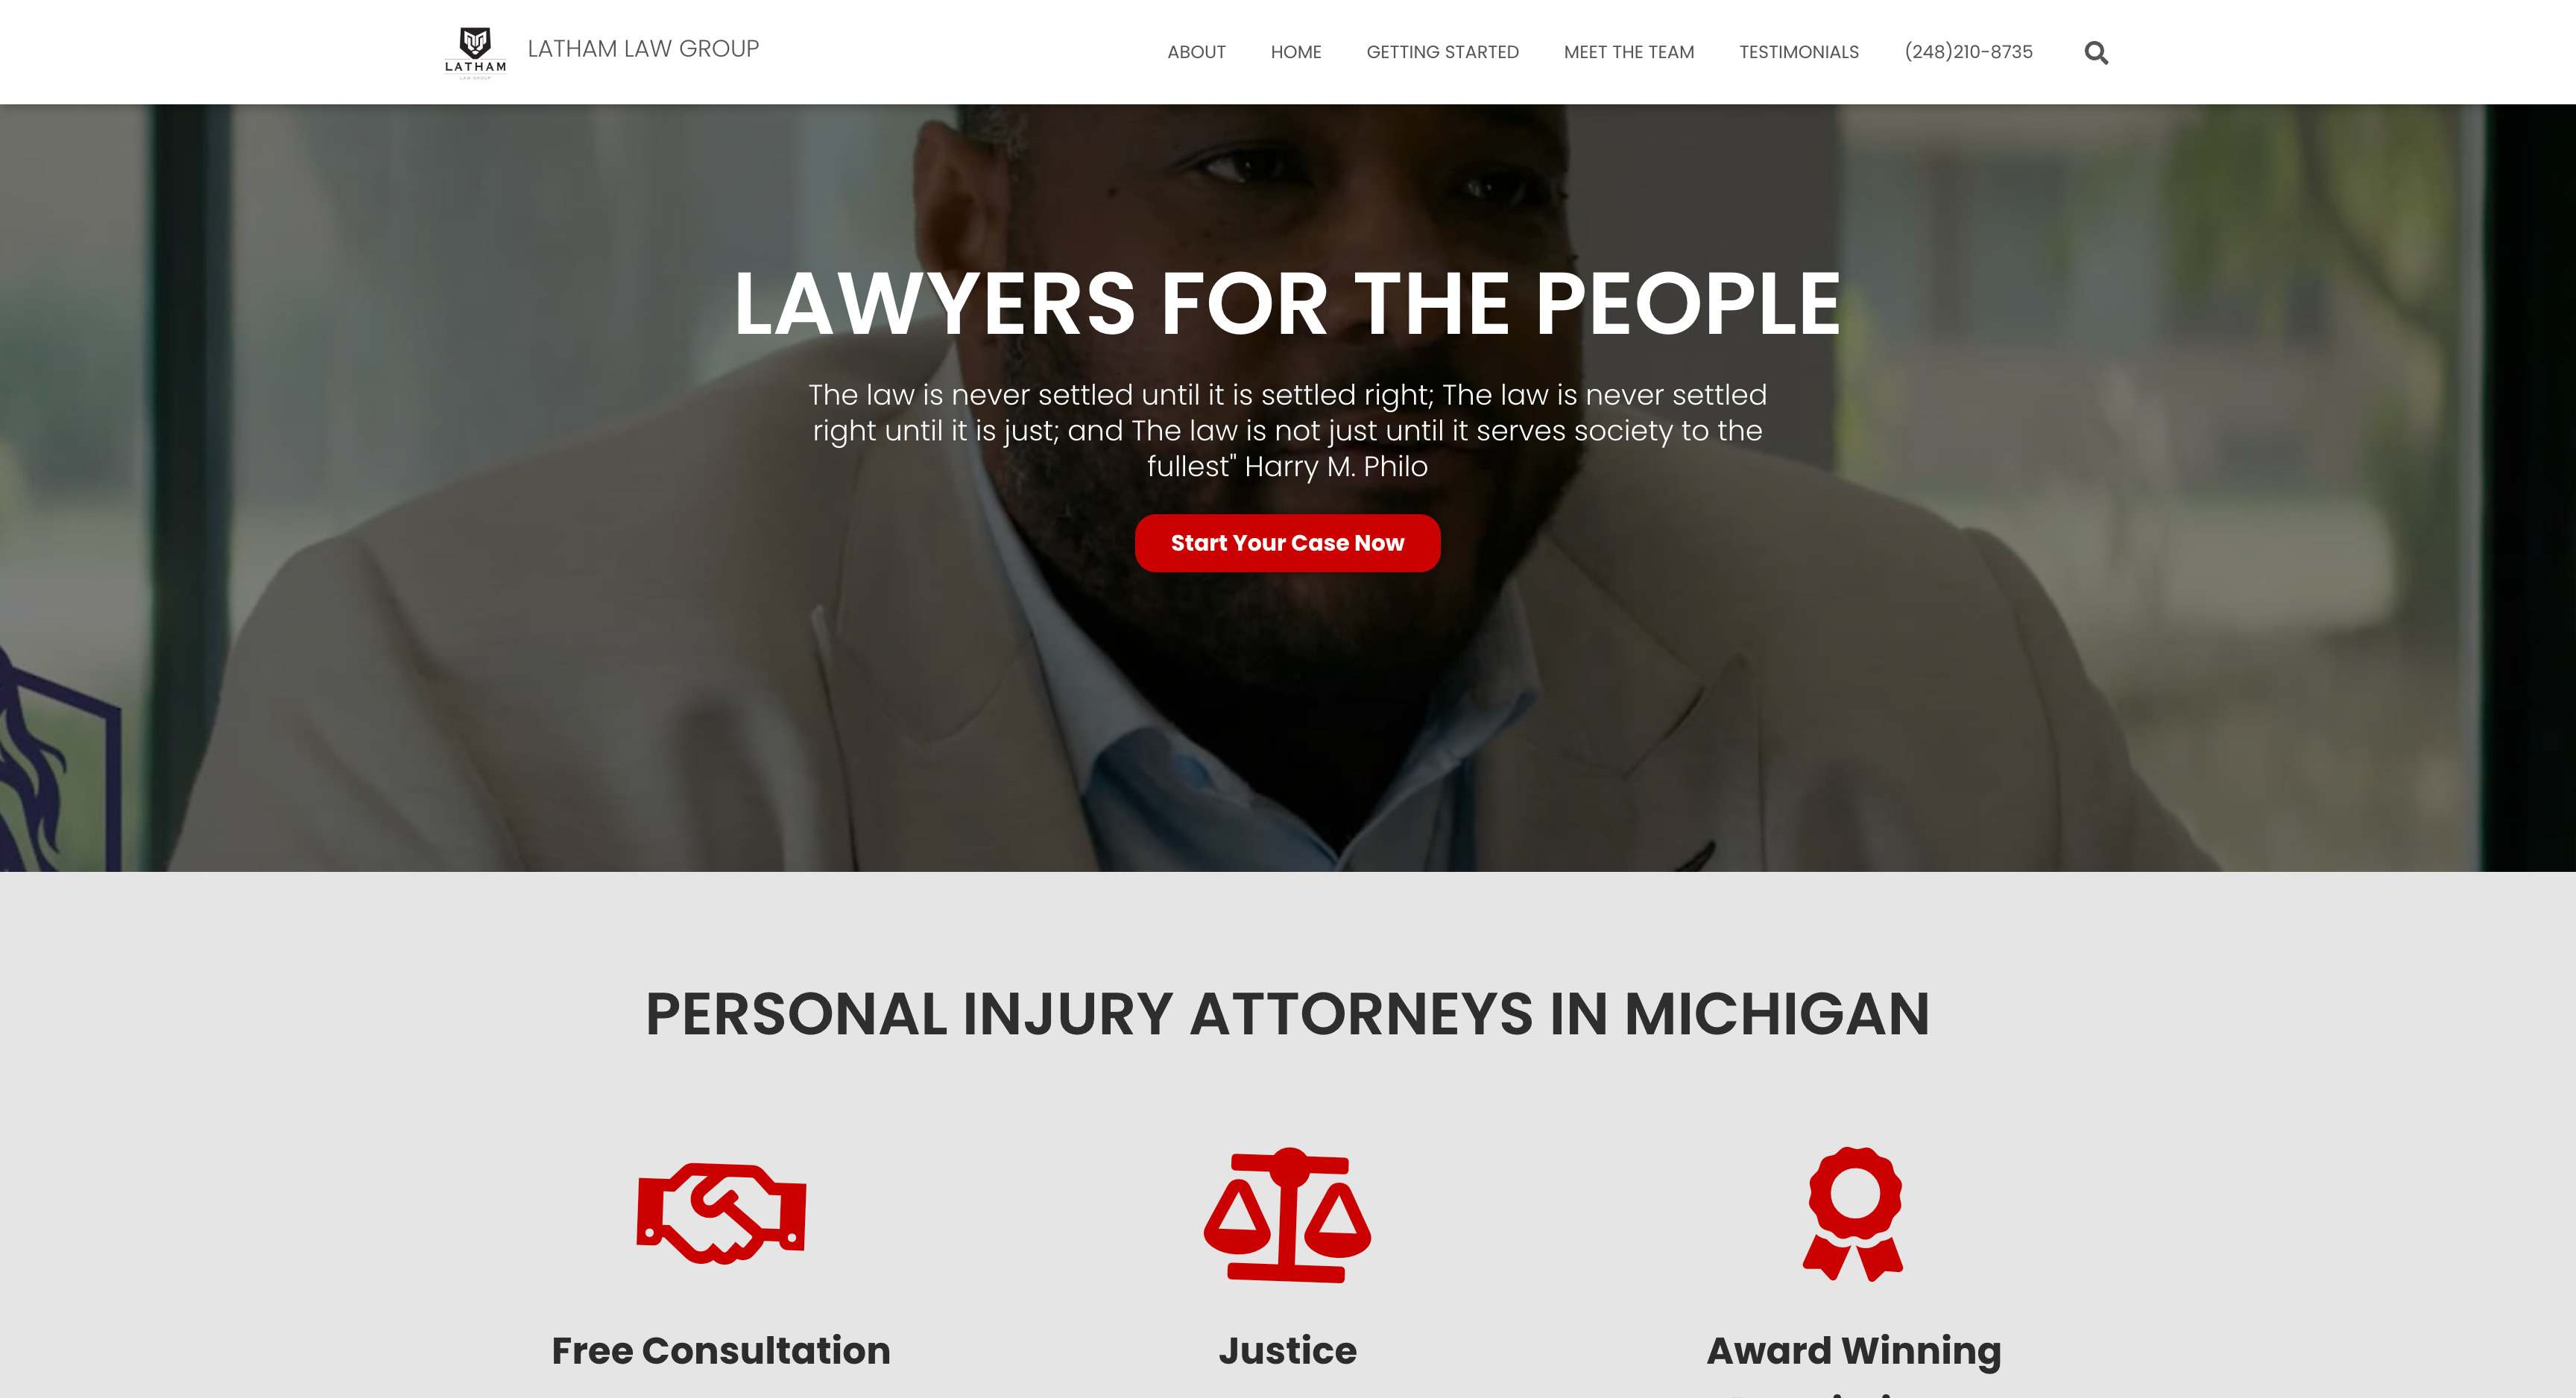 LATHAM
LAW GROUP
LATHAM LAW GROUP
ABOUT
HOME
GETTING STARTED
MEET THE TEAM
TESTIMONIALS
(248)210-8735
LAWYERS FOR THE PEOPLE
The law is never settled until it is settled right; The law is never settled
right until it is just; and The law is not just until it serves society to the
fullest" Harry M. Philo
Start Your Case Now
PERSONAL INJURY ATTORNEYS IN MICHIGAN
Free Consultation
Justice
Award Winning